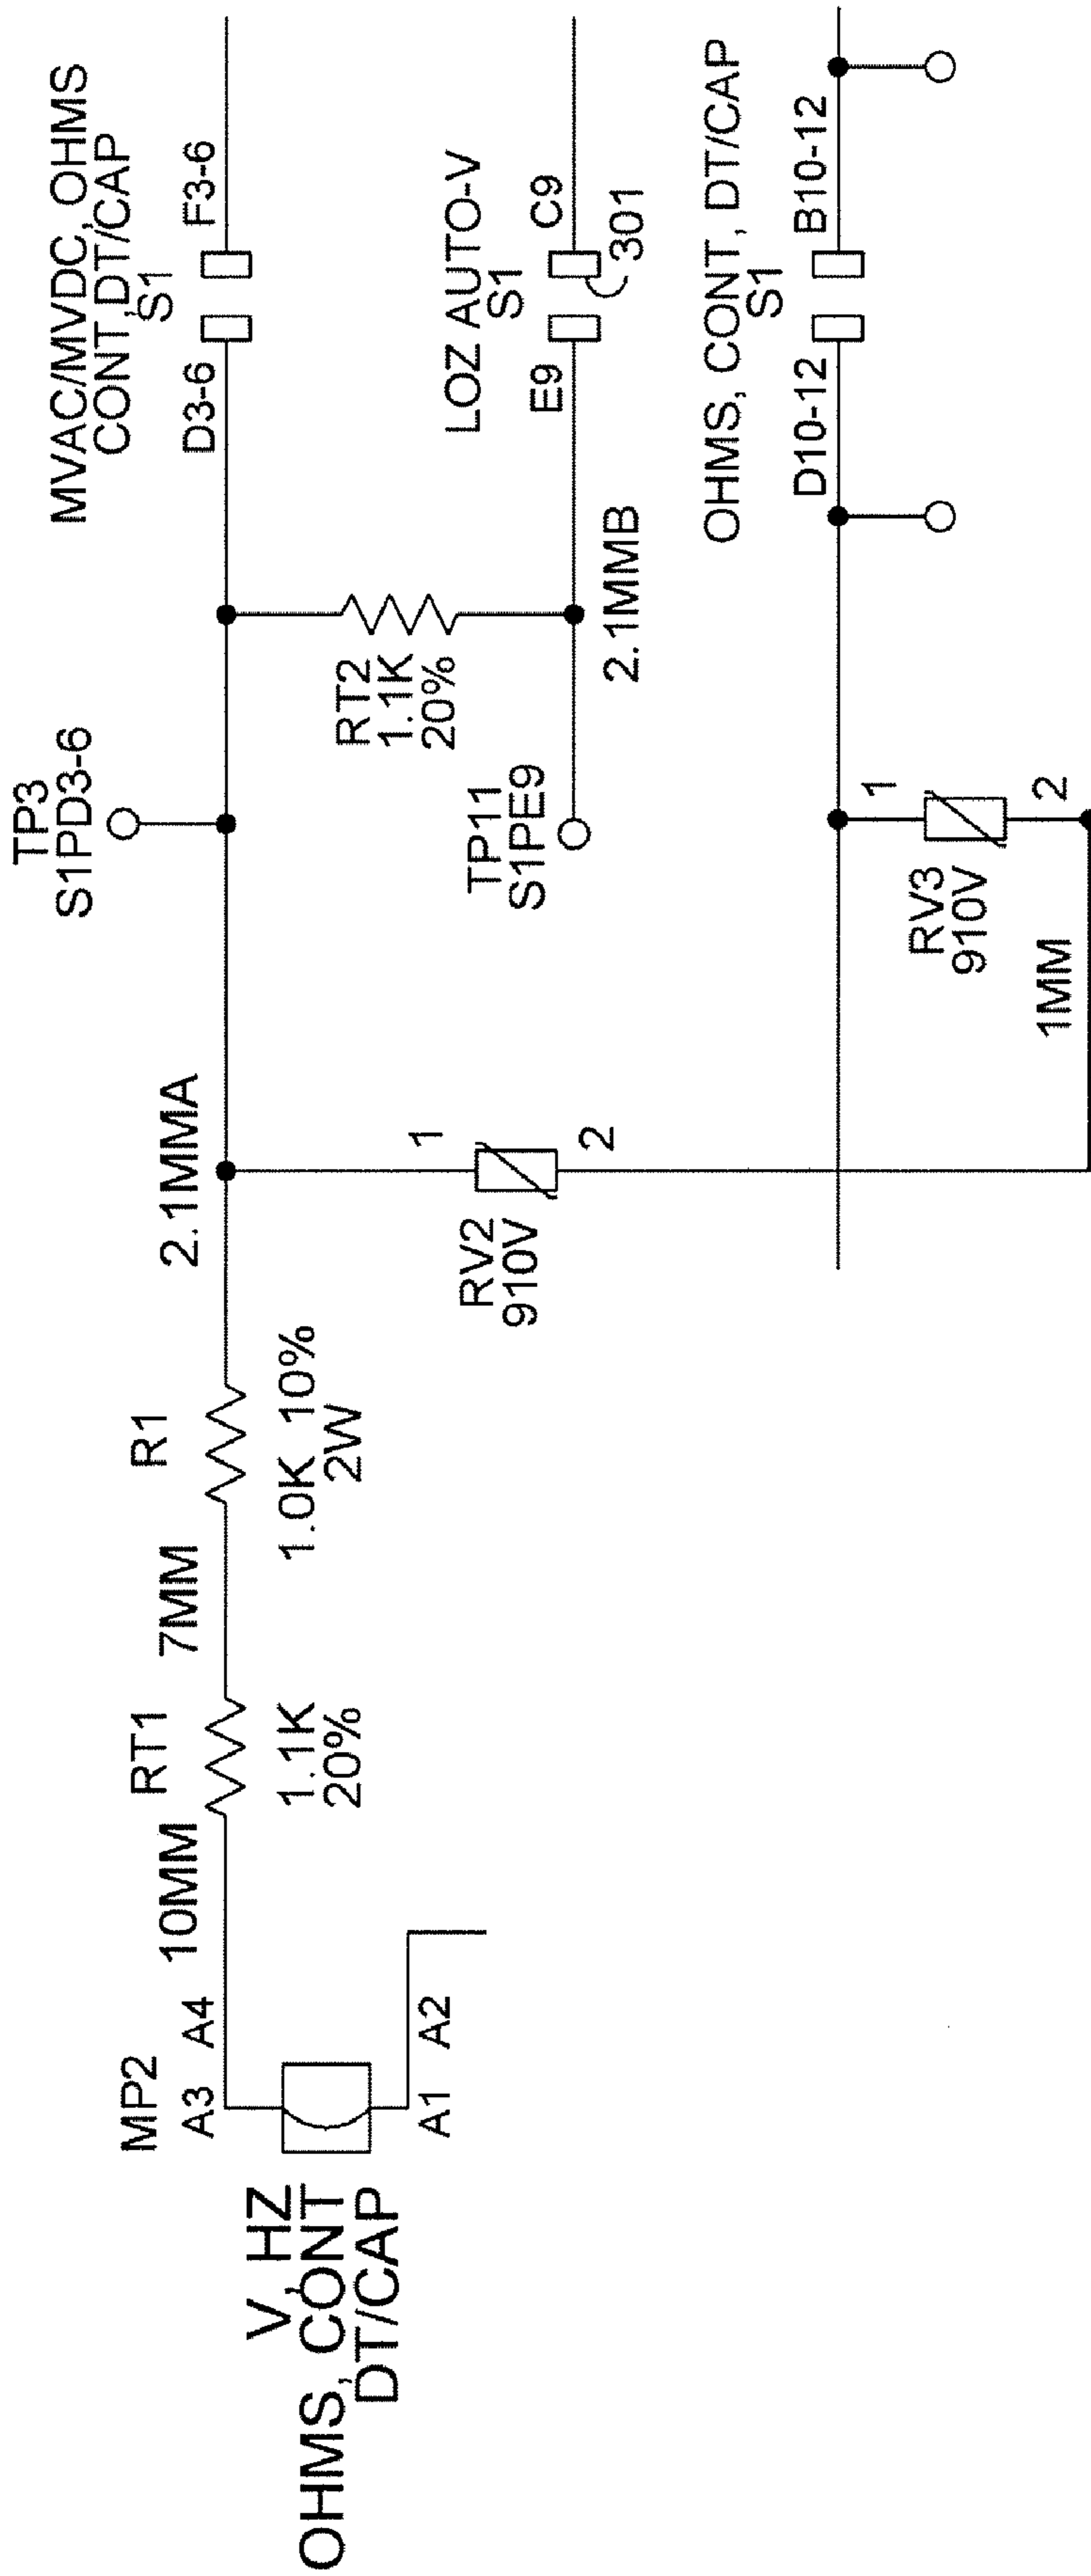 V, HZ
OHMS, CONT
DT/CAP
MP2
A3 A4
A1 A2
10MM
RT1
1.1K
20%
7MM
R1
1.0K 10%
2W
2.1MMA
RV2
910V
1
2
TP3
S1PD3-6
RT2
1.1K
20%
TP11
S1PE9
2.1MMB
MVAC/MVDC, OHMS
CONT,DT/CAP
S1
D3-6 F3-6
LOZ AUTO-V
S1
E9 C9
301
OHMS, CONT, DT/CAP
S1
D10-12 B10-12
RV3
910V
1
2
1MM